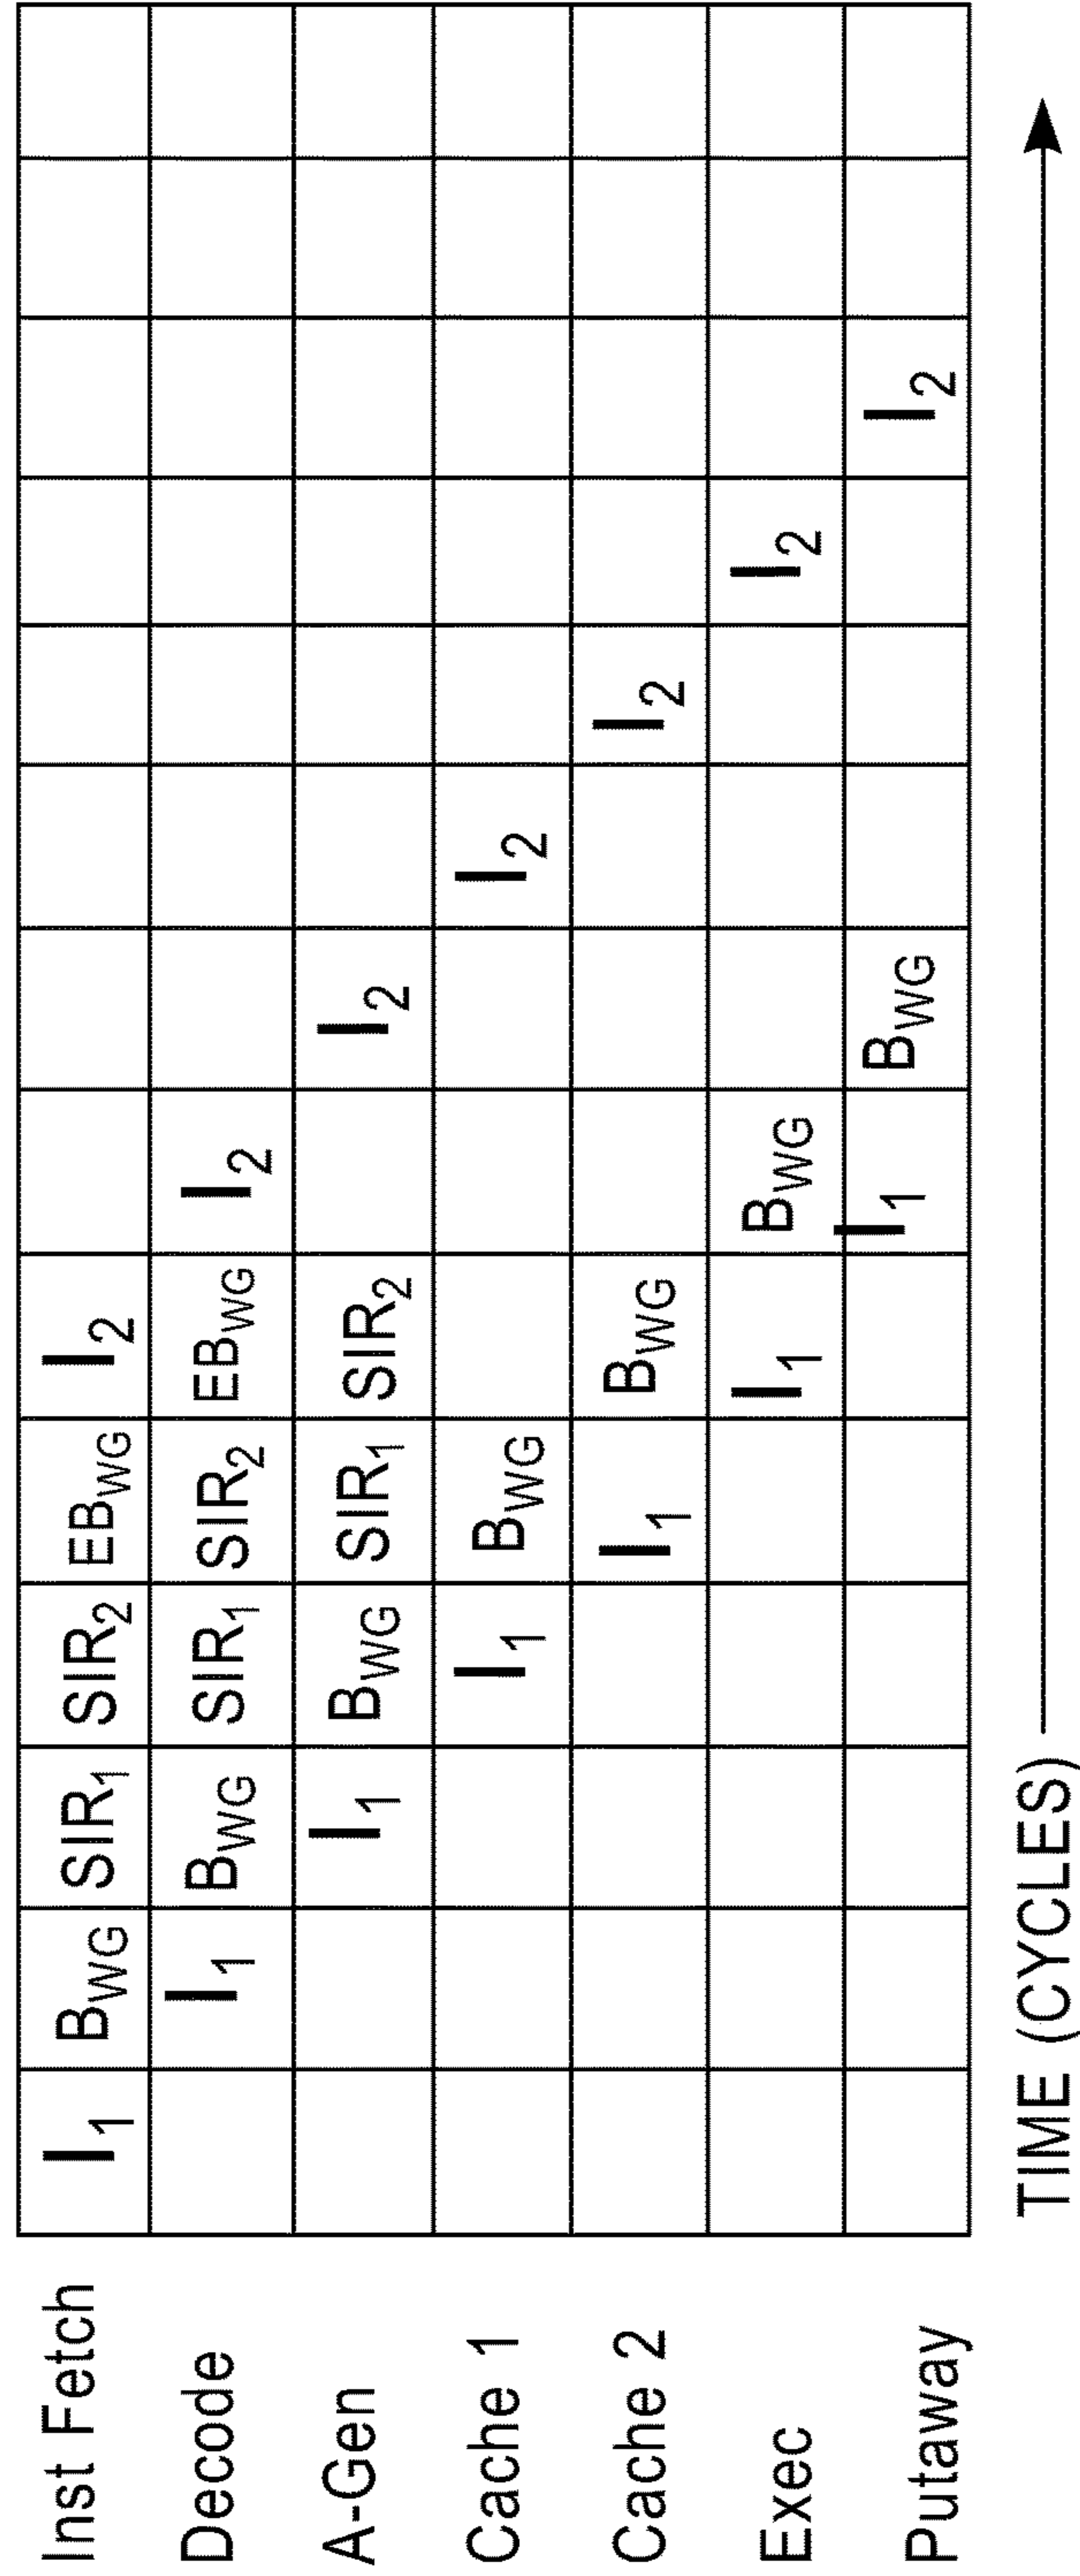 Inst Fetch I1 BWG SIR1 SIR2 EBWG I2
Decode I1 BWG SIR1 SIR2 EBWG I2
A-Gen I1 BWG SIR1 SIR2 I2
Cache 1 I1 BWG I2
Cache 2 I1 BWG I2
Exec I1 BWG I2
Putaway I1 BWG I2
TIME (CYCLES)